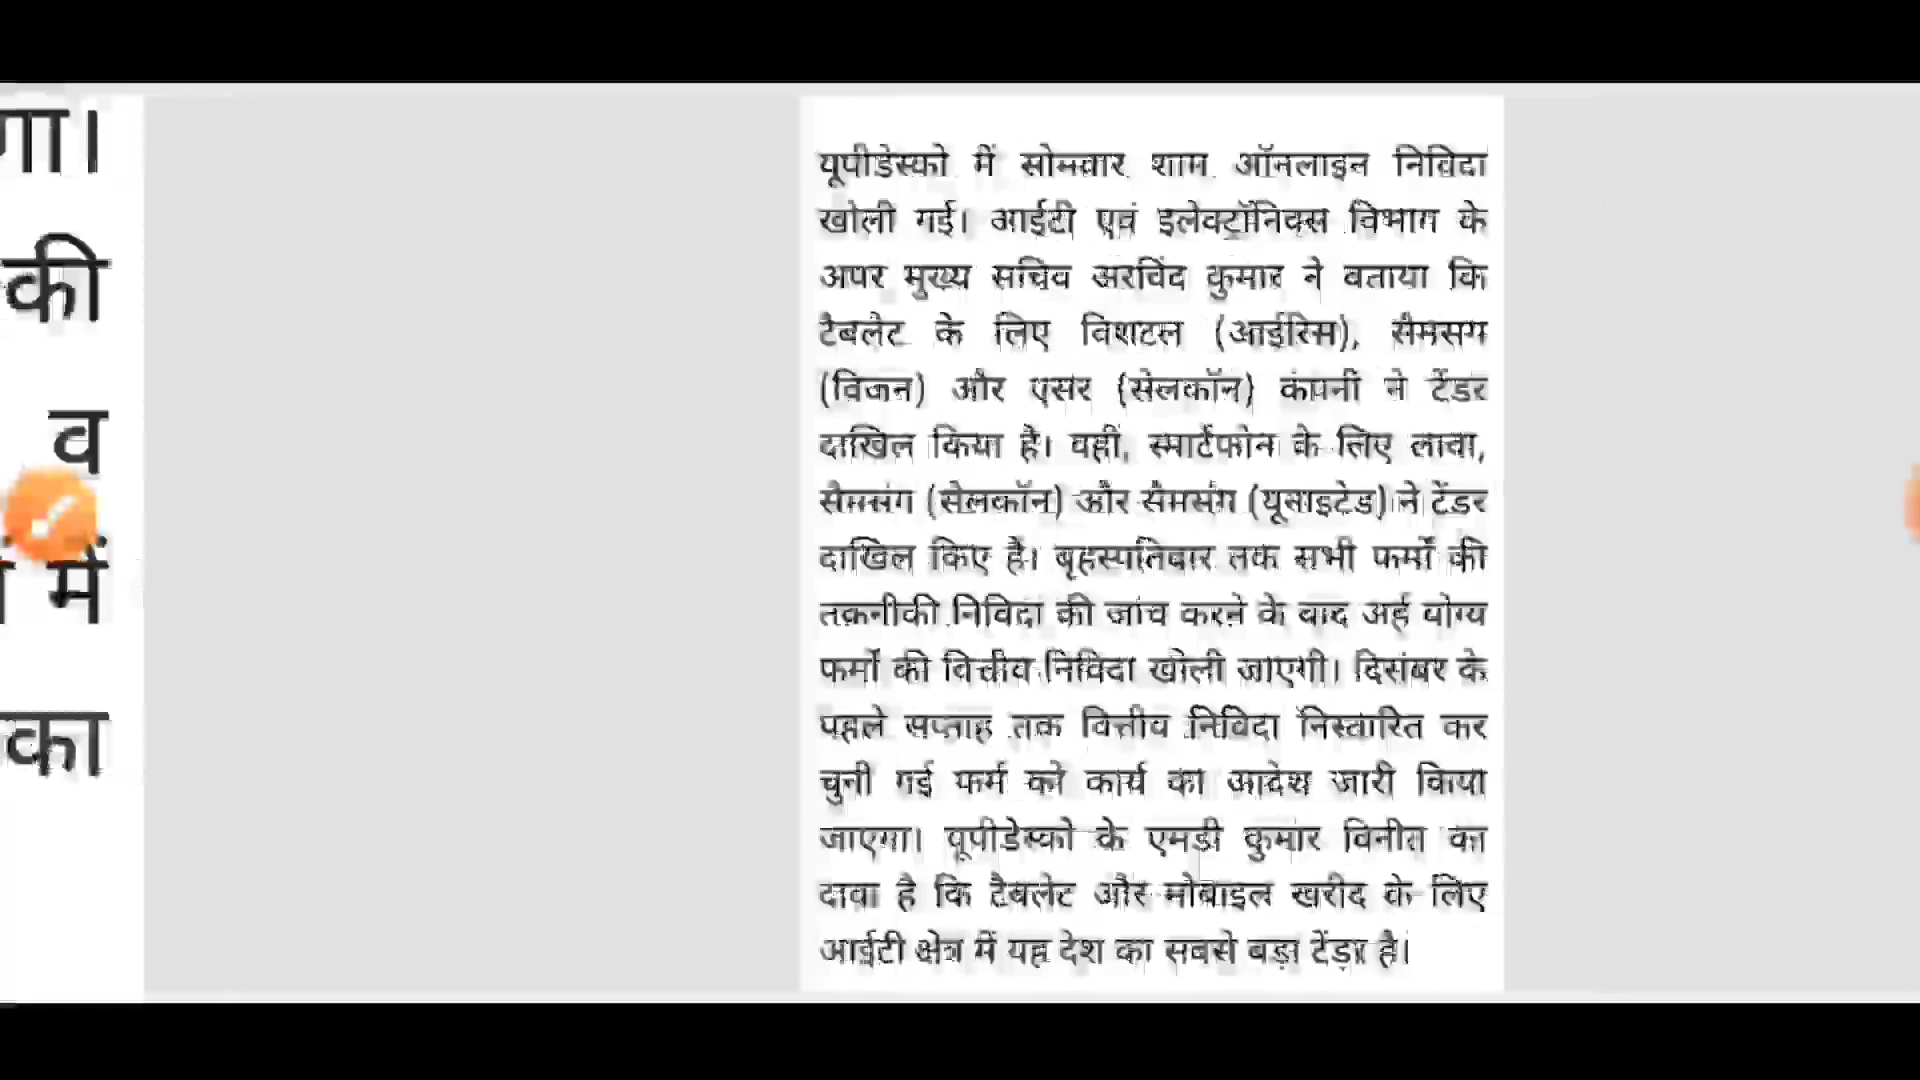 गा।
की
व
में
का
यूपीडेस्को में सोमवार शाम ऑनलाइन निविदा
खोली गई। आईटी एवं इलेक्ट्रॉनिक्स विभाग के
अपर मुख्य सचिव अरविंद कुमार ने बताया कि
टैबलेट के लिए विशटल (आईरिस), सैमसंग
(विजन) और एसर (सेलकॉन) कंपनी ने टेंडर
दाखिल किया है। वहीं, स्मार्टफोन के लिए लावा,
सैमसंग (सेलकॉन) और सैमसंग (यूनाइटेड) ने टेंडर
दाखिल किए है। बृहस्पतिवार तक सभी फर्मों की
तकनीकी निविदा की जांच करने के बाद अर्ह योग्य
फर्मों की वित्तीय निविदा खोली जाएगी। दिसंबर के
पहले सप्ताह तक वित्तीय निविदा निस्तारित कर
चुनी गई फर्म को कार्य का आदेश जारी किया
जाएगा। यूपीडेस्को के एमडी कुमार विनीत का
दावा है कि टैबलेट और मोबाइल खरीद के लिए
आईटी क्षेत्र में यह देश का सबसे बड़ा टेंडर है।